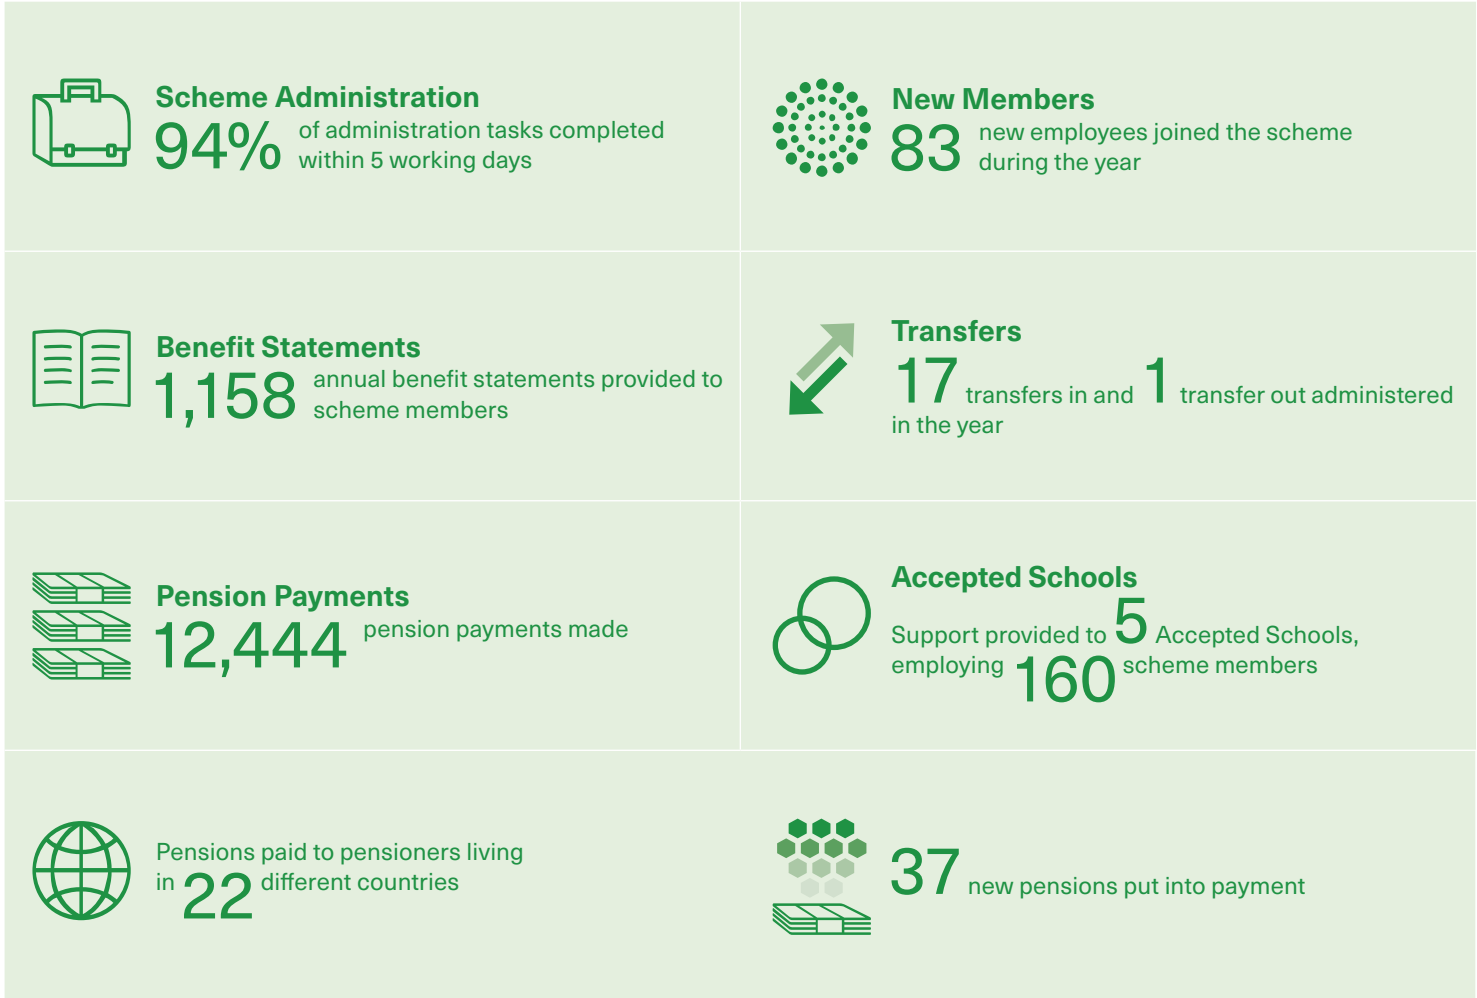 Scheme Administration
94% of administration tasks completed
within 5 working days
New Members
83 new employees joined the scheme
during the year
Benefit Statements
1,158 annual benefit statements provided to
scheme members
Transfers
17 transfers in and 1 transfer out administered
in the year
Pension Payments
12,444 pension payments made
Accepted Schools
Support provided to 5 Accepted Schools,
employing 160 scheme members
Pensions paid to pensioners living
in 22 different countries
37 new pensions put into payment